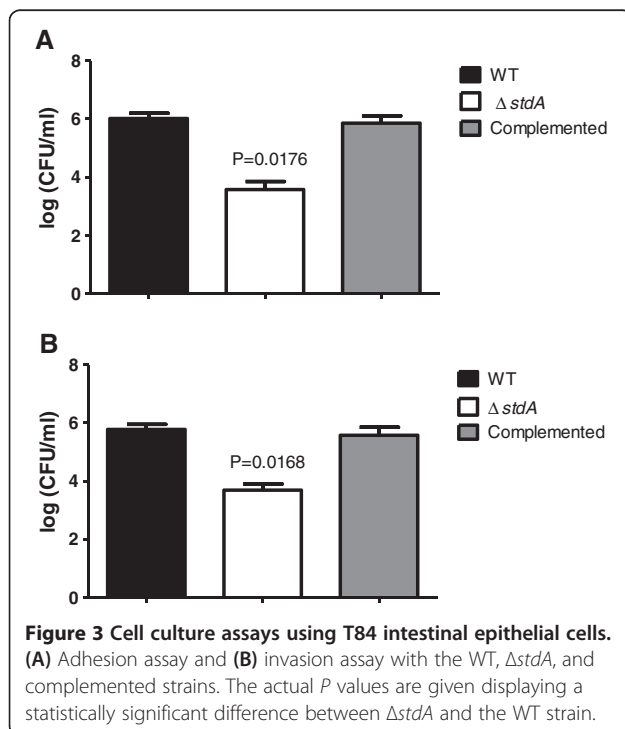 A
log (CFU/ml)
8
6
4
2
0
P=0.0176
WT
Δ stdA
Complemented
B
log (CFU/ml)
8
6
4
2
0
P=0.0168
WT
Δ stdA
Complemented
Figure 3 Cell culture assays using T84 intestinal epithelial cells.
(A) Adhesion assay and (B) invasion assay with the WT, ΔstdA, and
complemented strains. The actual P values are given displaying a
statistically significant difference between ΔstdA and the WT strain.